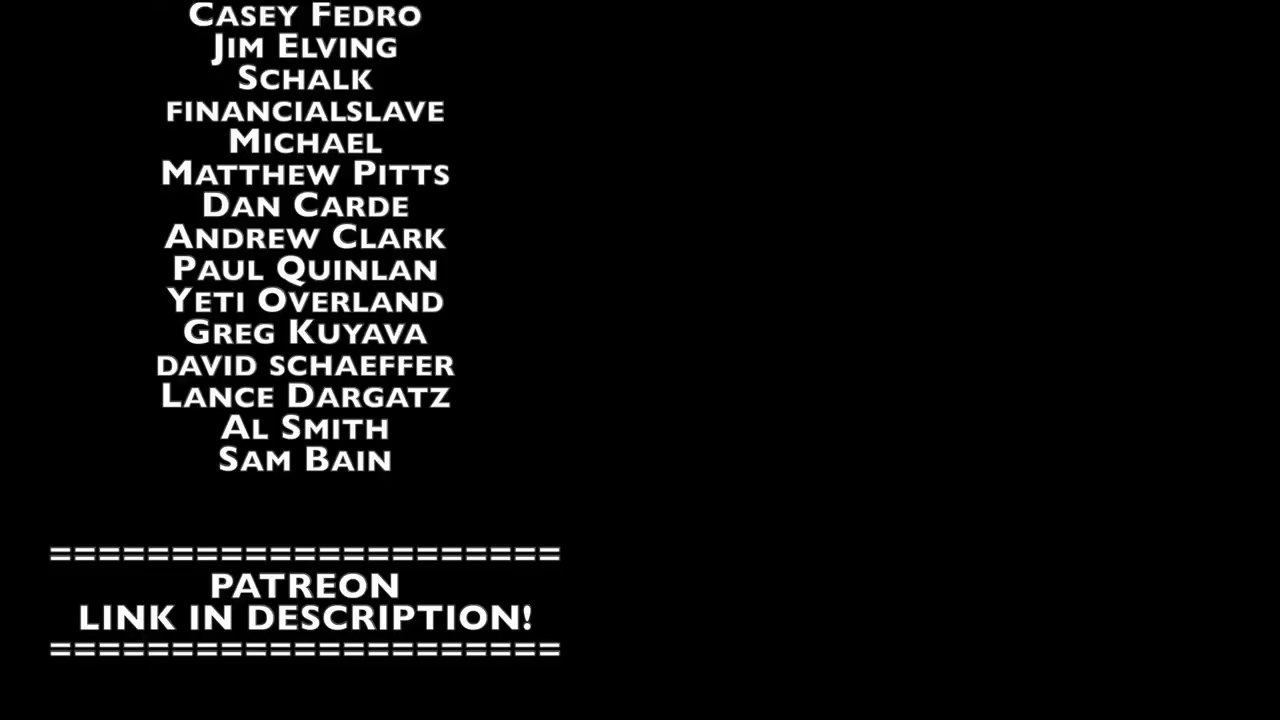 Casey Fedro
Jim Elving
Schalk
financialslave
Michael
Matthew Pitts
Dan Carde
Andrew Clark
Paul Quinlan
Yeti Overland
Greg Kuyava
david schaeffer
Lance Dargatz
Al Smith
Sam Bain
=====================
PATREON
LINK IN DESCRIPTION!
=====================